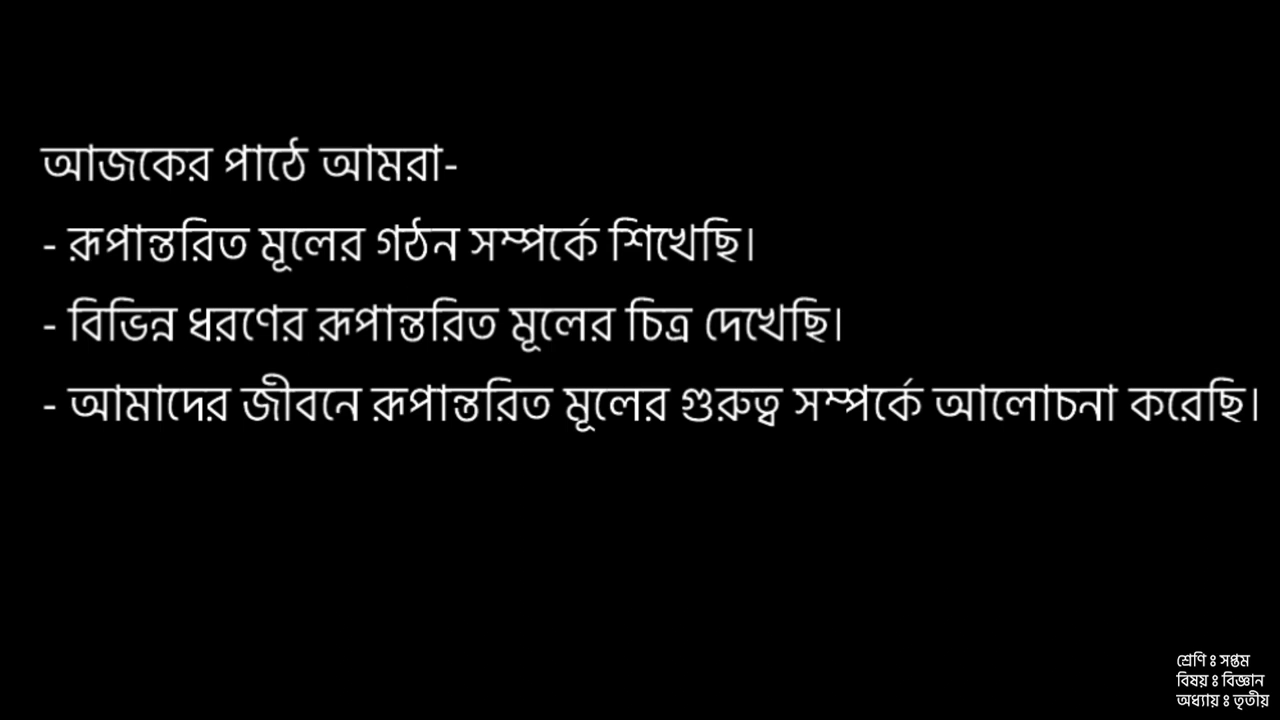 আজকের পাঠে আমরা-
- রূপান্তরিত মূলের গঠন সম্পর্কে শিখেছি।
- বিভিন্ন ধরণের রূপান্তরিত মূলের চিত্র দেখেছি।
- আমাদের জীবনে রূপান্তরিত মূলের গুরুত্ব সম্পর্কে আলোচনা করেছি।
শ্রেণি ঃ সপ্তম
বিষয় ঃ বিজ্ঞান
অধ্যায় ঃ তৃতীয়